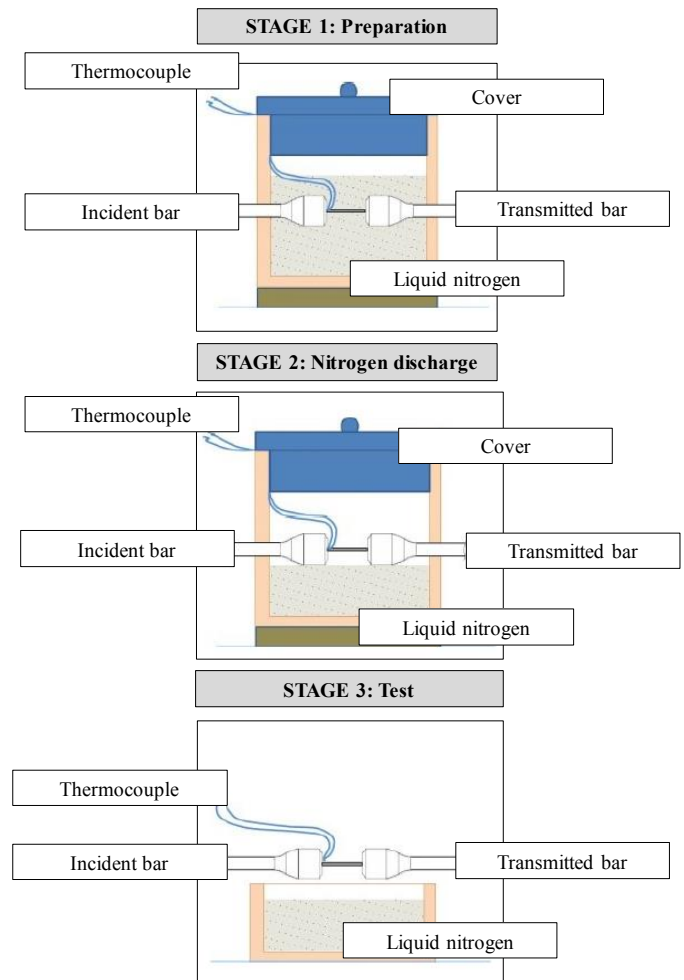 STAGE 1: Preparation
Thermocouple
Cover
Incident bar
Transmitted bar
Liquid nitrogen
STAGE 2: Nitrogen discharge
Thermocouple
Cover
Incident bar
Transmitted bar
Liquid nitrogen
STAGE 3: Test
Thermocouple
Incident bar
Transmitted bar
Liquid nitrogen